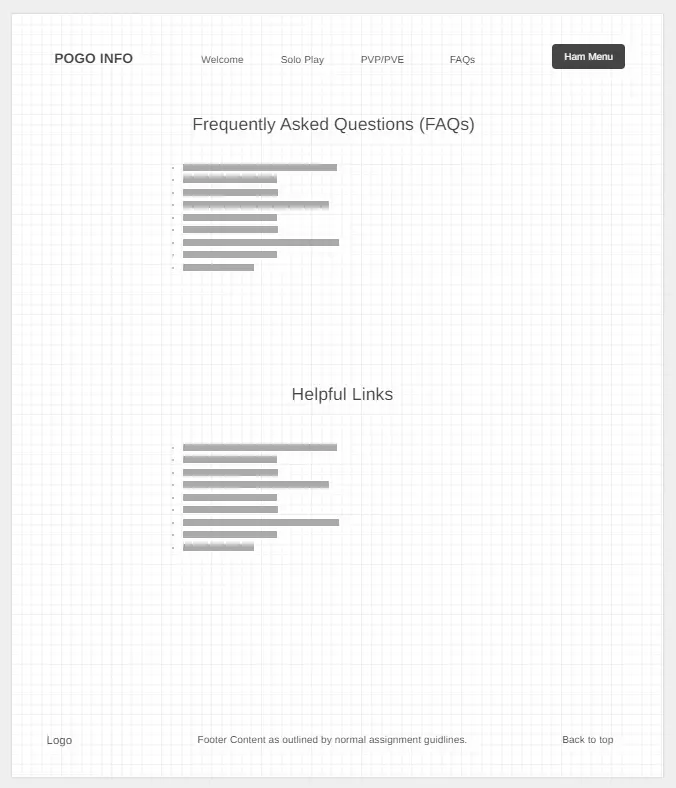 POGO INFO
Welcome
Solo Play
PVP/PVE
FAQs
Ham Menu
Frequently Asked Questions (FAQs)
Helpful Links
Logo
Footer Content as outlined by normal assignment guidlines.
Back to top